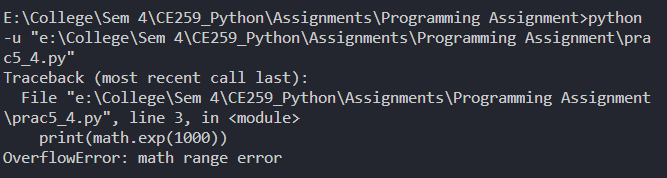 E:\College\Sem 4\CE259_Python\Assignments\Programming Assignment>python
-u "e:\College\Sem 4\CE259_Python\Assignments\Programming Assignment\pra
c5_4.py"
Traceback (most recent call last):
  File "e:\College\Sem 4\CE259_Python\Assignments\Programming Assignment
\prac5_4.py", line 3, in <module>
    print(math.exp(1000))
OverflowError: math range error